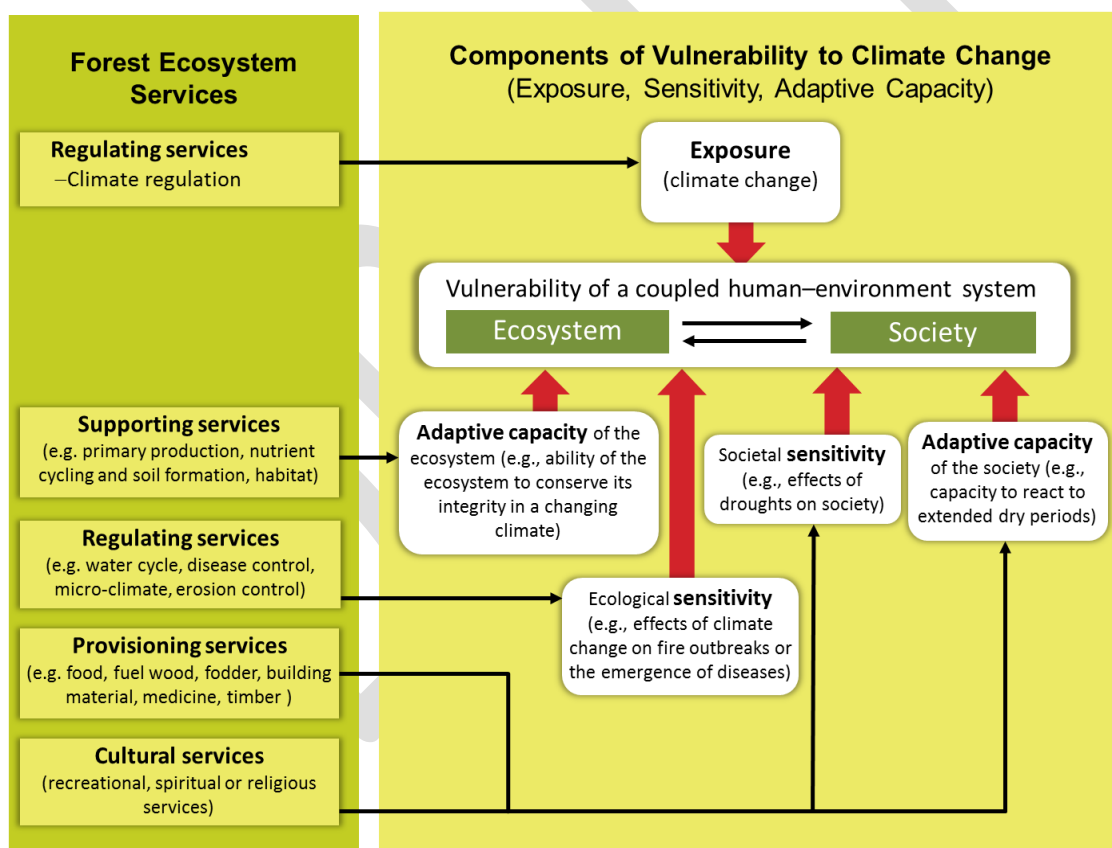 Forest Ecosystem
Services
Components of Vulnerability to Climate Change
(Exposure, Sensitivity, Adaptive Capacity)
Regulating services
–Climate regulation
Exposure
(climate change)
Vulnerability of a coupled human–environment system
Ecosystem
Society
Supporting services
(e.g. primary production, nutrient
cycling and soil formation, habitat)
Adaptive capacity of the
ecosystem (e.g., ability of the
ecosystem to conserve its
integrity in a changing
climate)
Societal sensitivity
(e.g., effects of
droughts on society)
Adaptive capacity
of the society (e.g.,
capacity to react to
extended dry periods)
Regulating services
(e.g. water cycle, disease control,
micro-climate, erosion control)
Ecological sensitivity
(e.g., effects of climate
change on fire outbreaks or
the emergence of diseases)
Provisioning services
(e.g. food, fuel wood, fodder, building
material, medicine, timber )
Cultural services
(recreational, spiritual or religious
services)